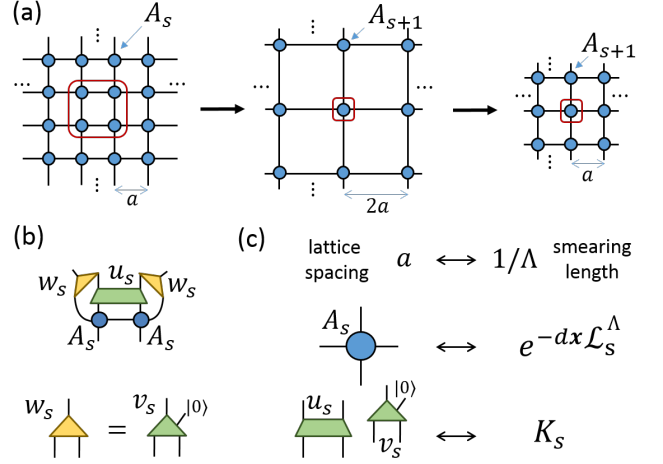 (a)
A_s
...
...
...
...
a
A_{s+1}
...
...
...
...
2a
A_{s+1}
...
...
...
...
a
(b)
u_s
w_s w_s
A_s A_s
w_s = v_s |0⟩
(c)
lattice spacing a ⟷ 1/Λ smearing length
A_s ⟷ e^{-dx ℒ_s^Λ}
u_s |0⟩ v_s ⟷ K_s